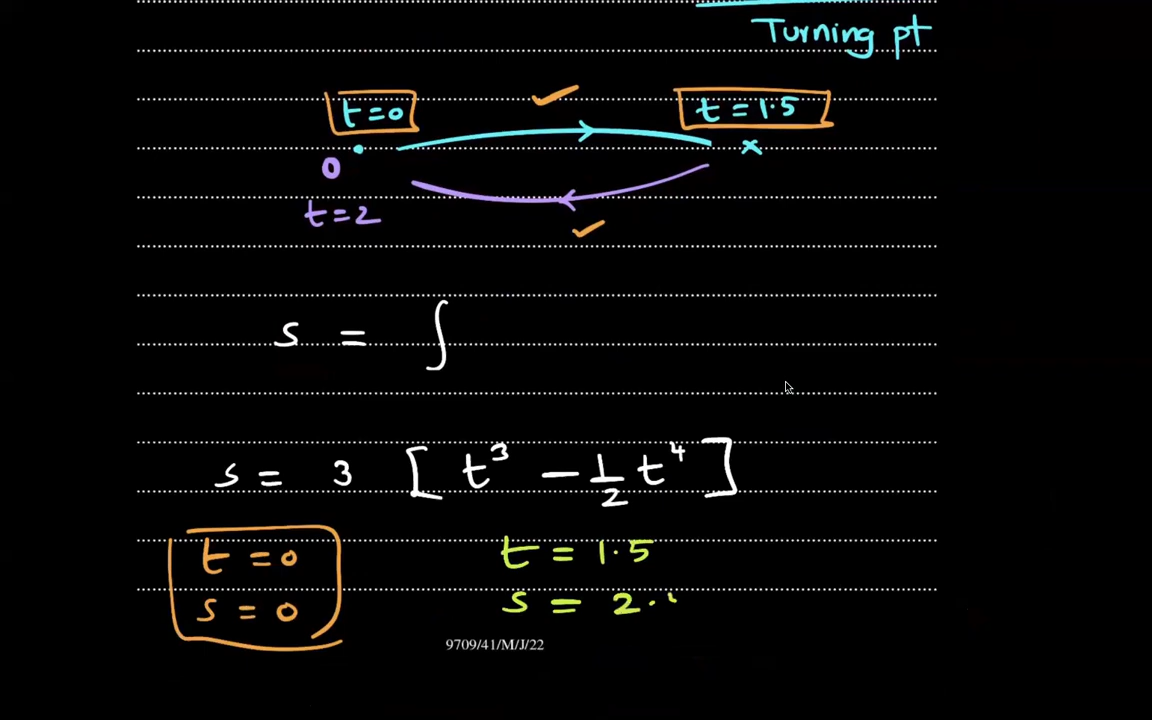 Turning pt
t=0
t = 1.5
0
x
t=2
s = ∫
s = 3 [ t³ − ½ t⁴ ]
t = 0
t = 1.5
s = 0
s = 2.
9709/41/M/J/22